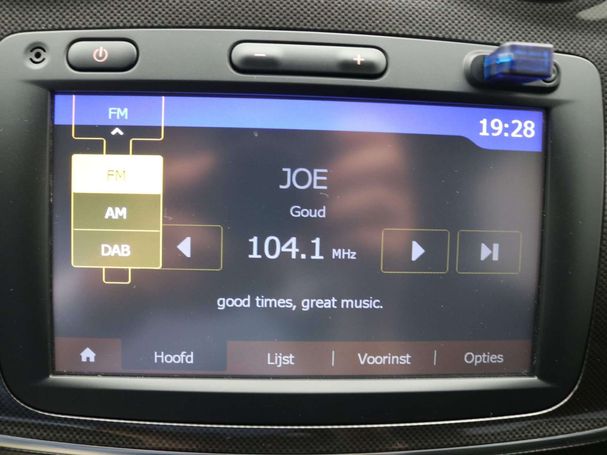 FM
19:28
FM
AM
DAB
JOE
Goud
104.1 MHz
good times, great music.
Hoofd
Lijst
Voorinst
Opties